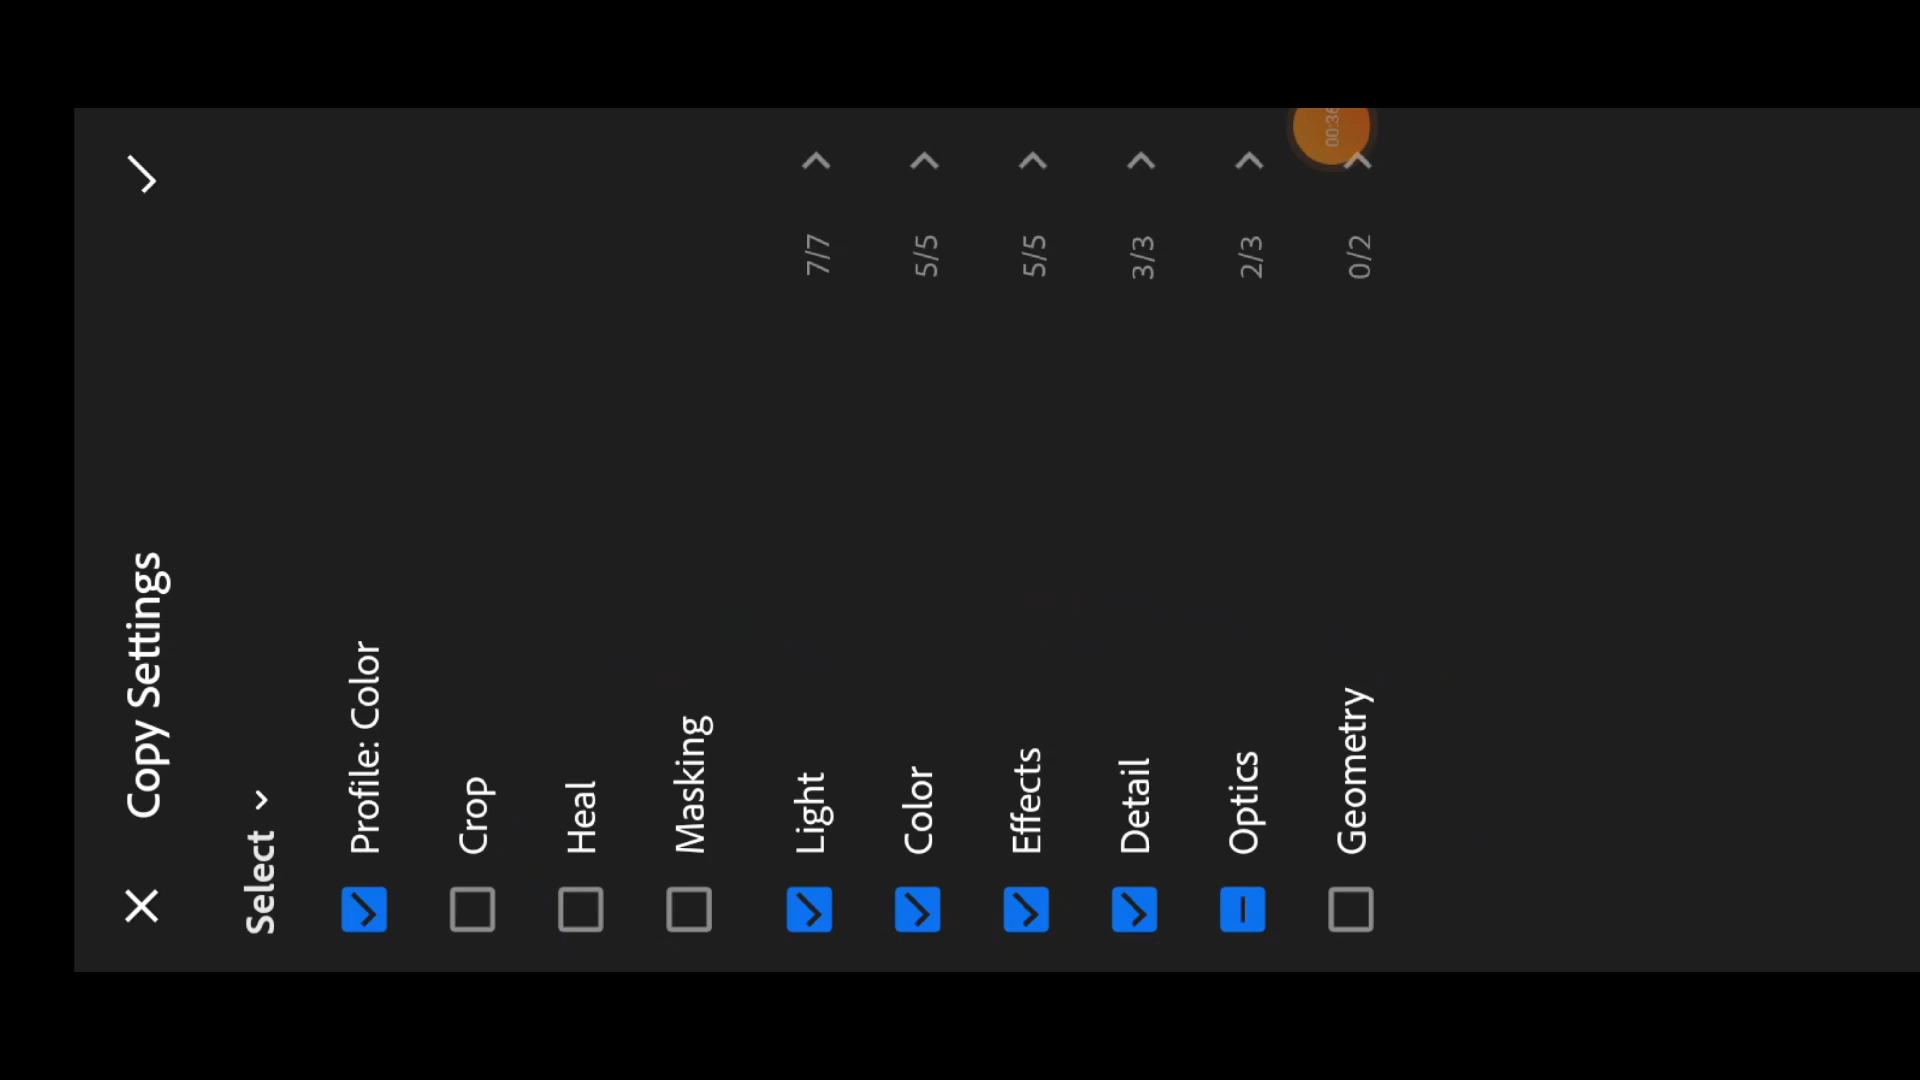 Copy Settings
Select
Profile: Color
Crop
Heal
Masking
Light 7/7
Color 5/5
Effects 5/5
Detail 3/3
Optics 2/3
Geometry 0/2